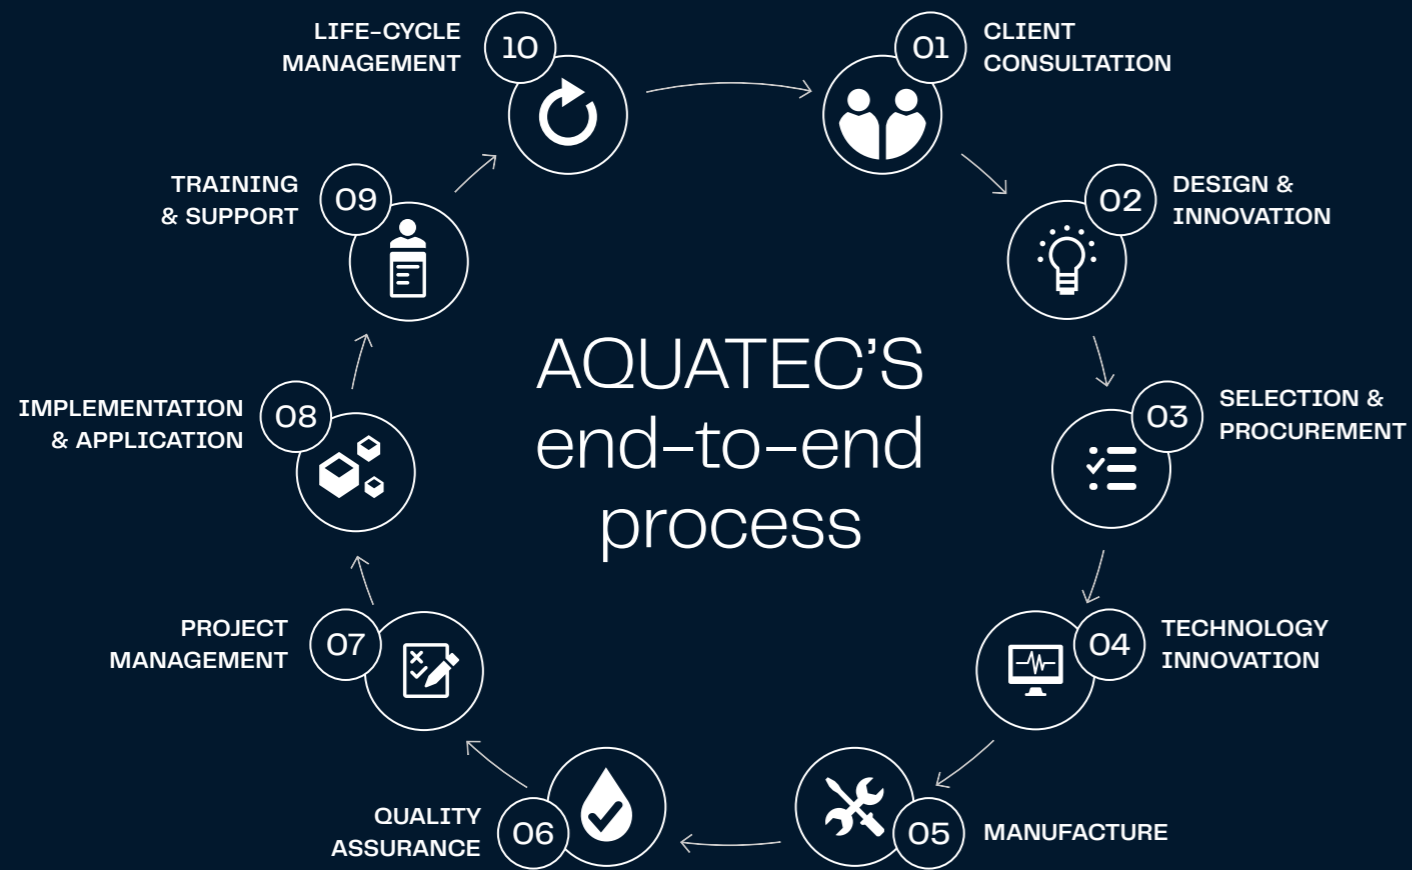 AQUATEC’S
end–to–end
process
01
CLIENT
CONSULTATION
02
DESIGN &
INNOVATION
03
SELECTION &
PROCUREMENT
04
TECHNOLOGY
INNOVATION
05
MANUFACTURE
06
QUALITY
ASSURANCE
07
PROJECT
MANAGEMENT
08
IMPLEMENTATION
& APPLICATION
09
TRAINING
& SUPPORT
10
LIFE–CYCLE
MANAGEMENT